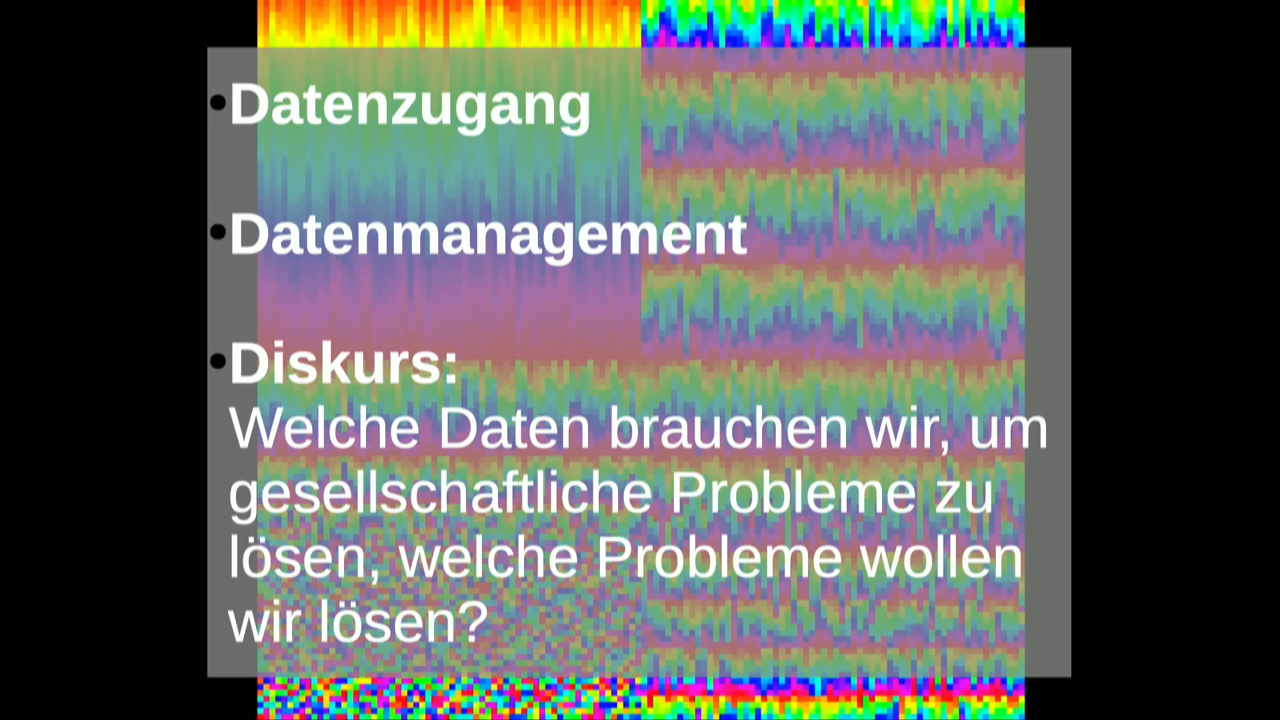 •Datenzugang
•Datenmanagement
•Diskurs:
Welche Daten brauchen wir, um
gesellschaftliche Probleme zu
lösen, welche Probleme wollen
wir lösen?